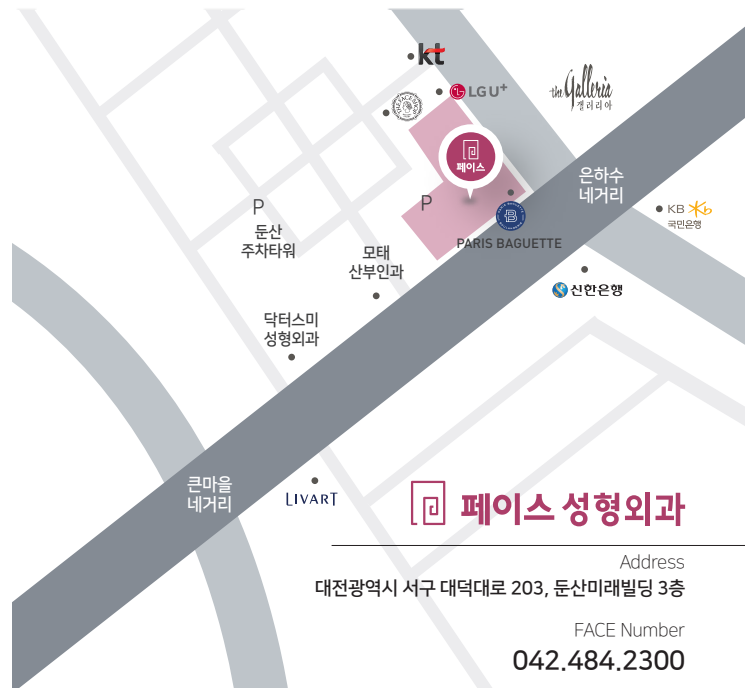 kt
LG U+
THE FACE SHOP
the Galleria
갤러리아
페이스
은하수
네거리
P
KB
국민은행
P
둔산
주차타워
B
PARIS BAGUETTE
모태
산부인과
신한은행
닥터스미
성형외과
큰마을
네거리
LIVART
페이스 성형외과
Address
대전광역시 서구 대덕대로 203, 둔산미래빌딩 3층
FACE Number
042.484.2300